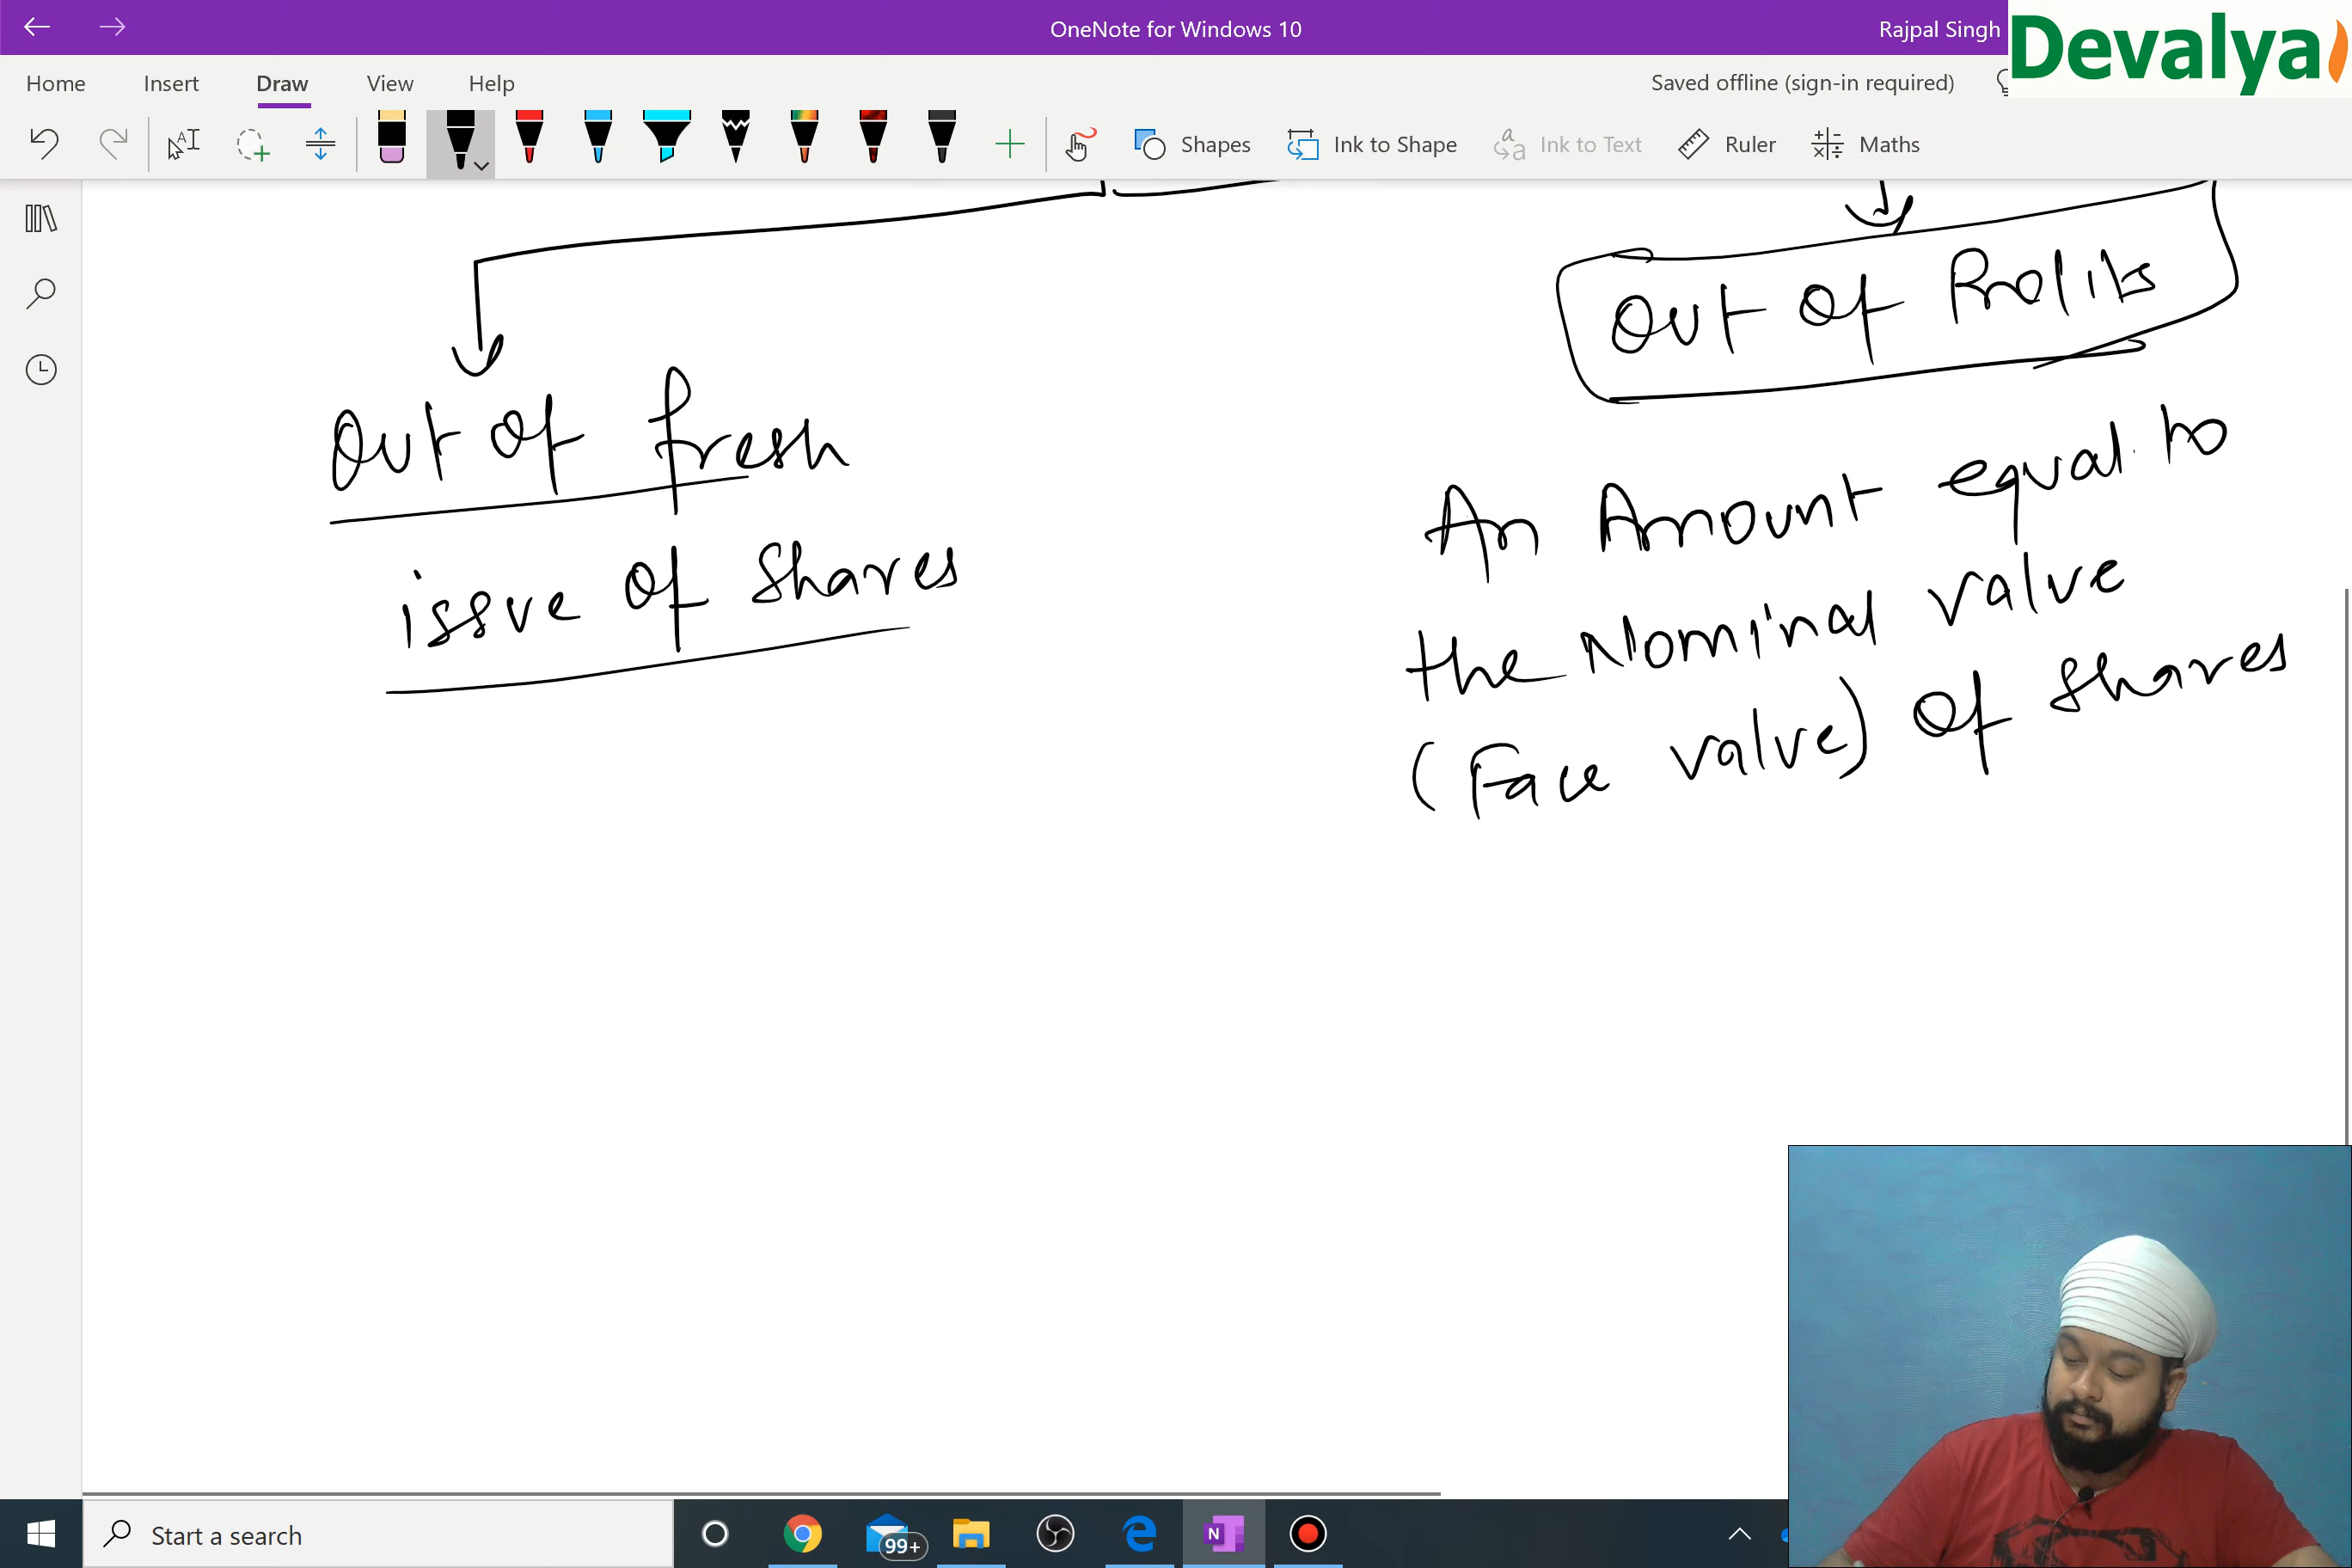 OneNote for Windows 10
Rajpal Singh
Devalya
Home Insert Draw View Help
Saved offline (sign-in required)
Shapes Ink to Shape Ink to Text Ruler Maths
Out of Profits
Out of fresh
issue of shares
An Amount equal to
the Nominal value
(Face value) of shares
Start a search
99+